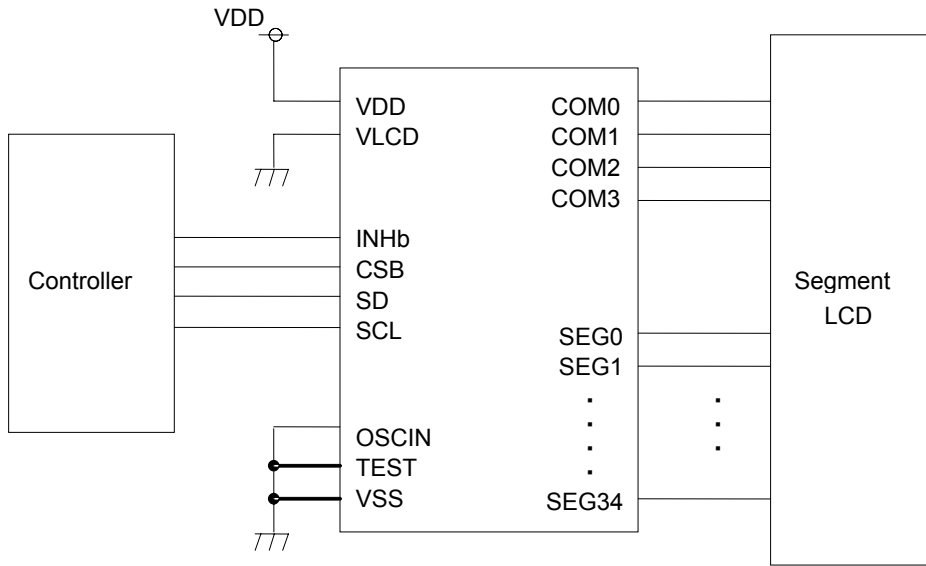 VDD
VDD
VLCD
INHb
CSB
SD
SCL
OSCIN
TEST
VSS
COM0
COM1
COM2
COM3
SEG0
SEG1
SEG34
Controller
Segment
LCD